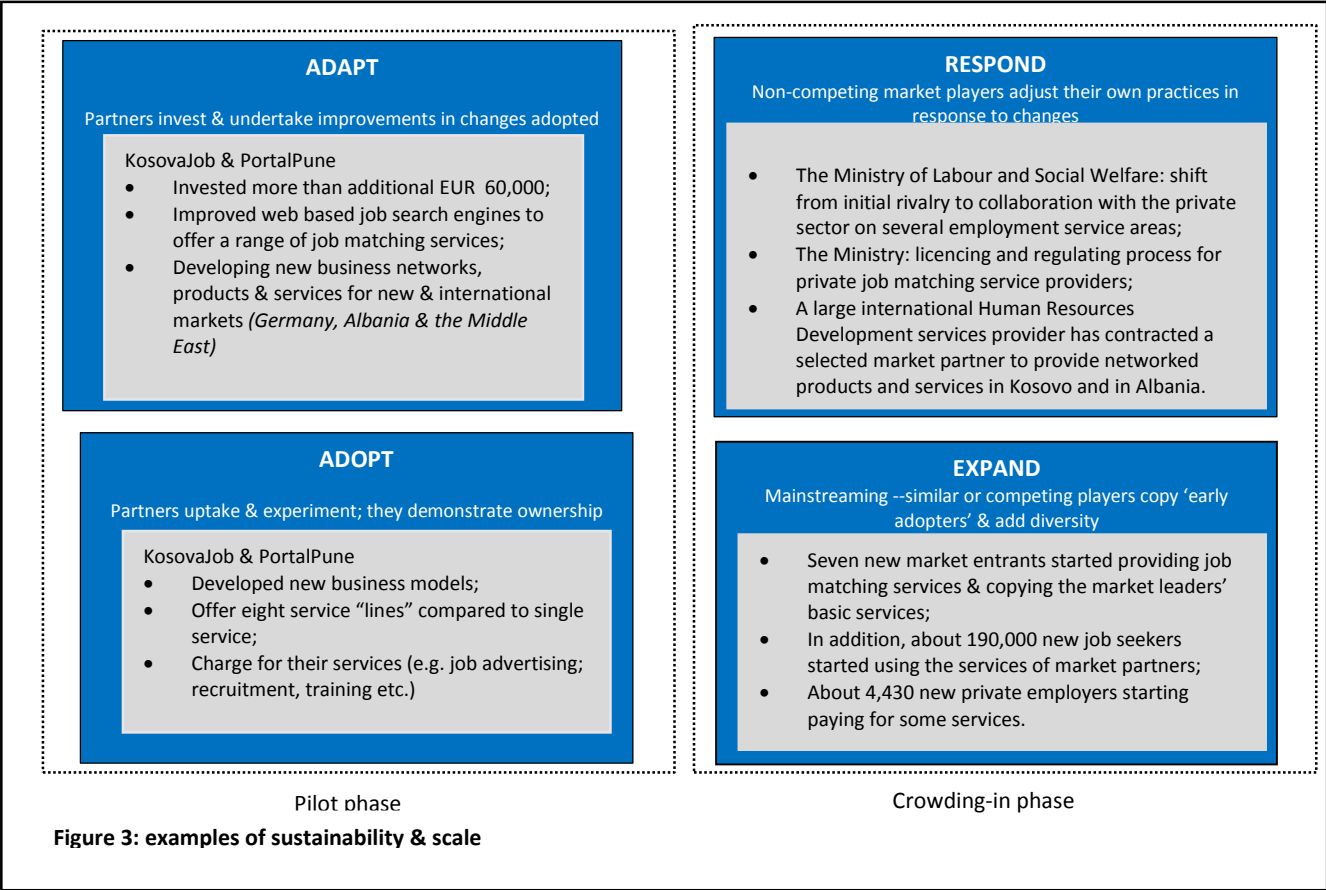 ADAPT
Partners invest & undertake improvements in changes adopted
KosovaJob & PortalPune
• Invested more than additional EUR 60,000;
• Improved web based job search engines to
offer a range of job matching services;
• Developing new business networks,
products & services for new & international
markets (Germany, Albania & the Middle
East)
ADOPT
Partners uptake & experiment; they demonstrate ownership
KosovaJob & PortalPune
• Developed new business models;
• Offer eight service “lines” compared to single
service;
• Charge for their services (e.g. job advertising;
recruitment, training etc.)
Pilot phase
RESPOND
Non-competing market players adjust their own practices in
response to changes
• The Ministry of Labour and Social Welfare: shift
from initial rivalry to collaboration with the private
sector on several employment service areas;
• The Ministry: licencing and regulating process for
private job matching service providers;
• A large international Human Resources
Development services provider has contracted a
selected market partner to provide networked
products and services in Kosovo and in Albania.
EXPAND
Mainstreaming --similar or competing players copy ‘early
adopters’ & add diversity
• Seven new market entrants started providing job
matching services & copying the market leaders’
basic services;
• In addition, about 190,000 new job seekers
started using the services of market partners;
• About 4,430 new private employers starting
paying for some services.
Crowding-in phase
Figure 3: examples of sustainability & scale